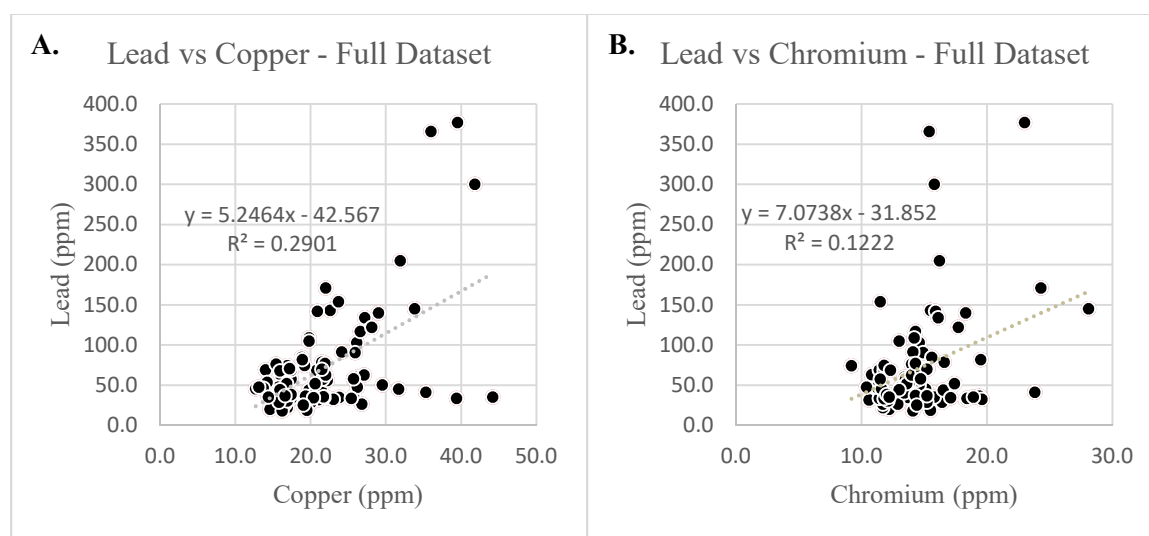 A.
Lead vs Copper - Full Dataset
400.0
350.0
300.0
250.0
200.0
150.0
100.0
50.0
0.0
Lead (ppm)
y = 5.2464x - 42.567
R² = 0.2901
0.0 10.0 20.0 30.0 40.0 50.0
Copper (ppm)
B.
Lead vs Chromium - Full Dataset
400.0
350.0
300.0
250.0
200.0
150.0
100.0
50.0
0.0
Lead (ppm)
y = 7.0738x - 31.852
R² = 0.1222
0.0 10.0 20.0 30.0
Chromium (ppm)